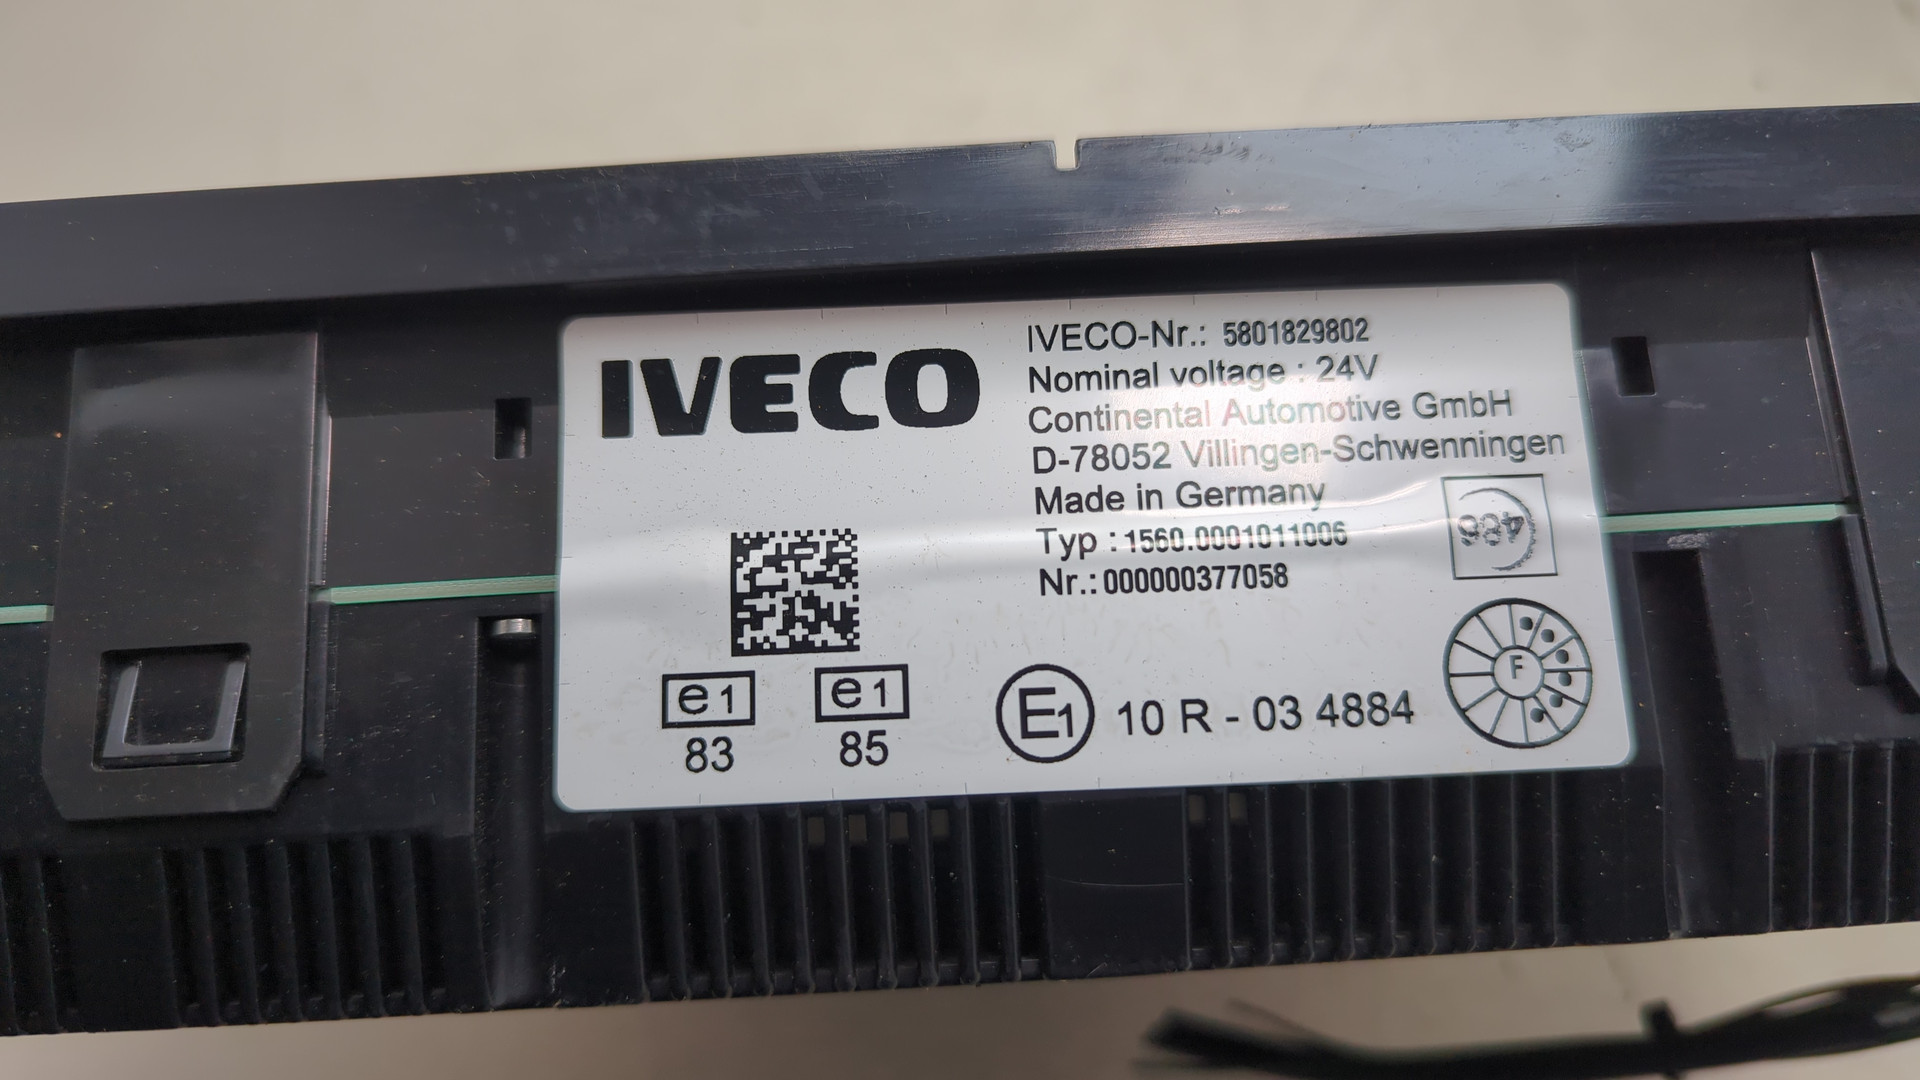 IVECO
IVECO-Nr.: 5801829802
Nominal voltage : 24V
Continental Automotive GmbH
D-78052 Villingen-Schwenningen
Made in Germany
Typ : 1560.0001011006
Nr.: 000000377058
486
e1
83
e1
85
E1 10 R - 03 4884
F